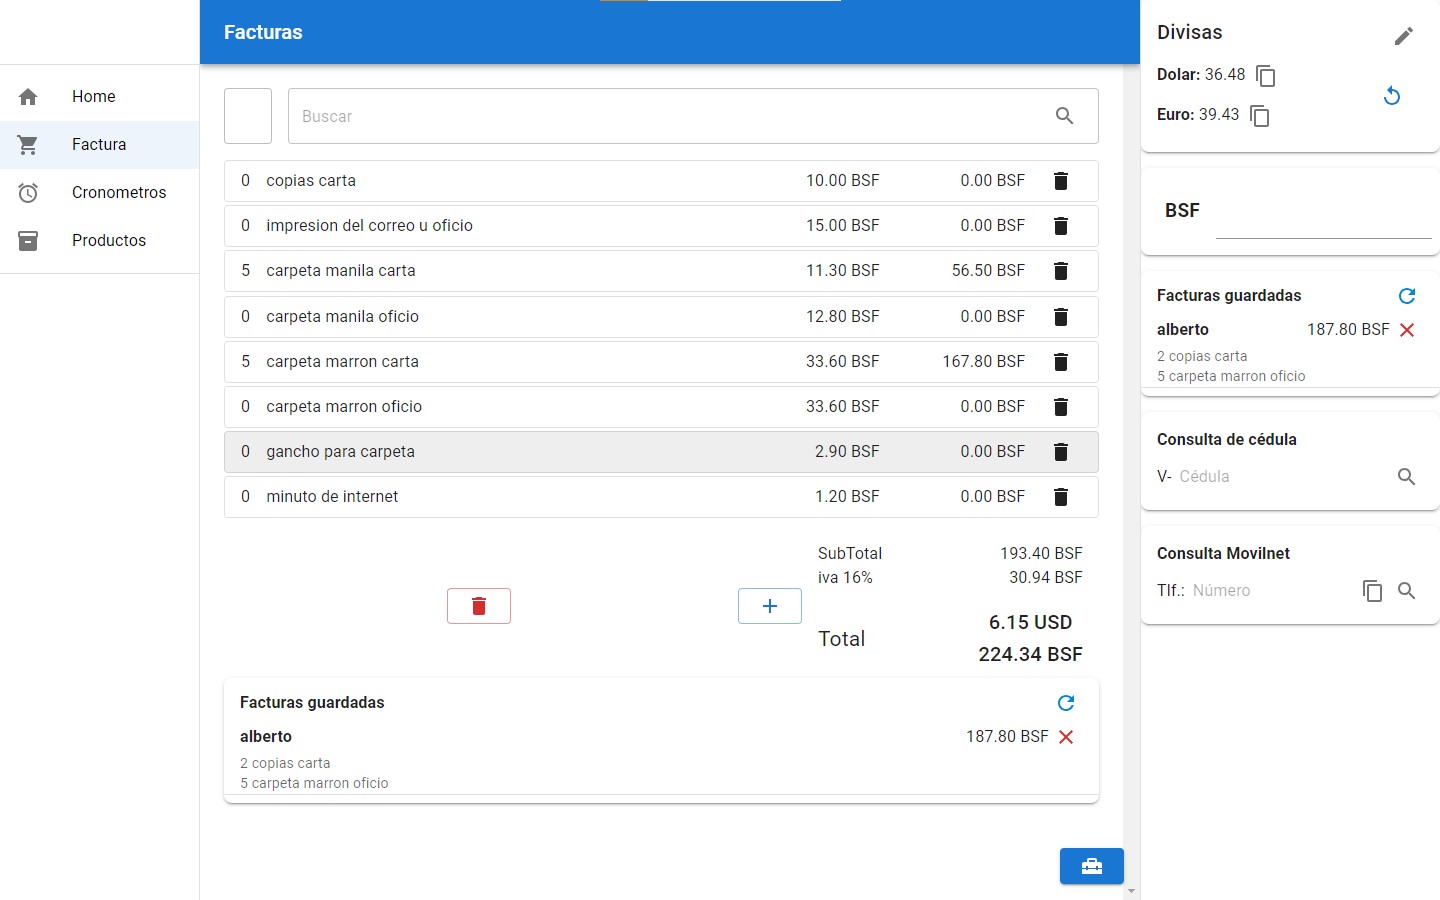 Facturas
Home
Factura
Cronometros
Productos
Buscar
0 copias carta 10.00 BSF 0.00 BSF
0 impresion del correo u oficio 15.00 BSF 0.00 BSF
5 carpeta manila carta 11.30 BSF 56.50 BSF
0 carpeta manila oficio 12.80 BSF 0.00 BSF
5 carpeta marron carta 33.60 BSF 167.80 BSF
0 carpeta marron oficio 33.60 BSF 0.00 BSF
0 gancho para carpeta 2.90 BSF 0.00 BSF
0 minuto de internet 1.20 BSF 0.00 BSF
SubTotal 193.40 BSF
iva 16% 30.94 BSF
Total
6.15 USD
224.34 BSF
Facturas guardadas
alberto 187.80 BSF
2 copias carta
5 carpeta marron oficio
Divisas
Dolar: 36.48
Euro: 39.43
BSF
Facturas guardadas
alberto 187.80 BSF
2 copias carta
5 carpeta marron oficio
Consulta de cédula
V- Cédula
Consulta Movilnet
Tlf.: Número